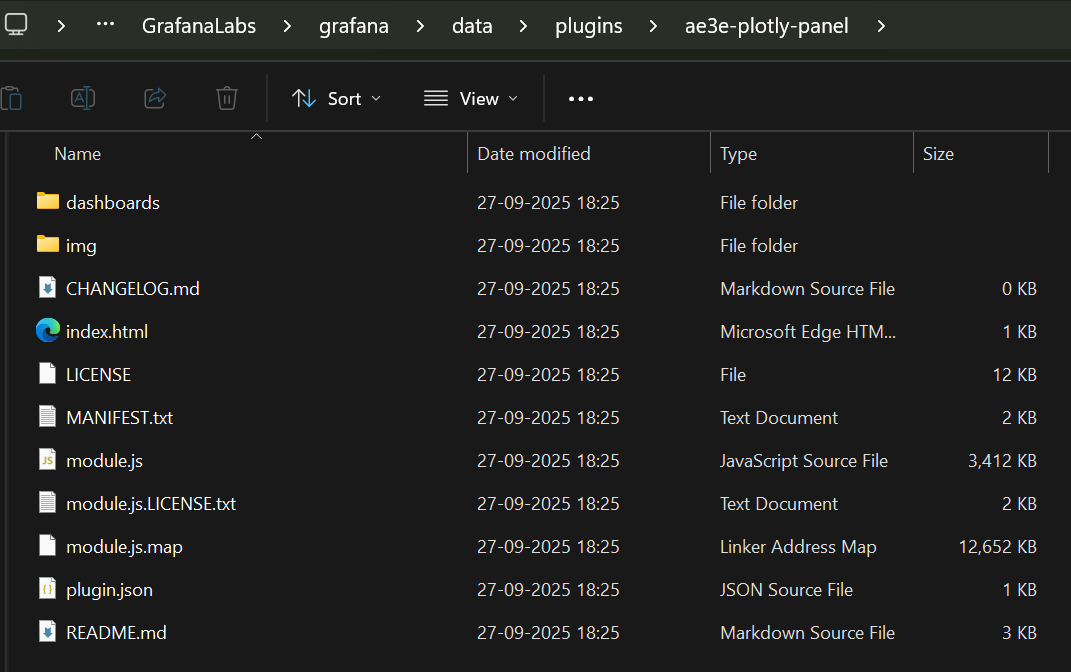 ... GrafanaLabs grafana data plugins ae3e-plotly-panel
Sort View ...
Name Date modified Type Size
dashboards 27-09-2025 18:25 File folder
img 27-09-2025 18:25 File folder
CHANGELOG.md 27-09-2025 18:25 Markdown Source File 0 KB
index.html 27-09-2025 18:25 Microsoft Edge HTM... 1 KB
LICENSE 27-09-2025 18:25 File 12 KB
MANIFEST.txt 27-09-2025 18:25 Text Document 2 KB
module.js 27-09-2025 18:25 JavaScript Source File 3,412 KB
module.js.LICENSE.txt 27-09-2025 18:25 Text Document 2 KB
module.js.map 27-09-2025 18:25 Linker Address Map 12,652 KB
plugin.json 27-09-2025 18:25 JSON Source File 1 KB
README.md 27-09-2025 18:25 Markdown Source File 3 KB